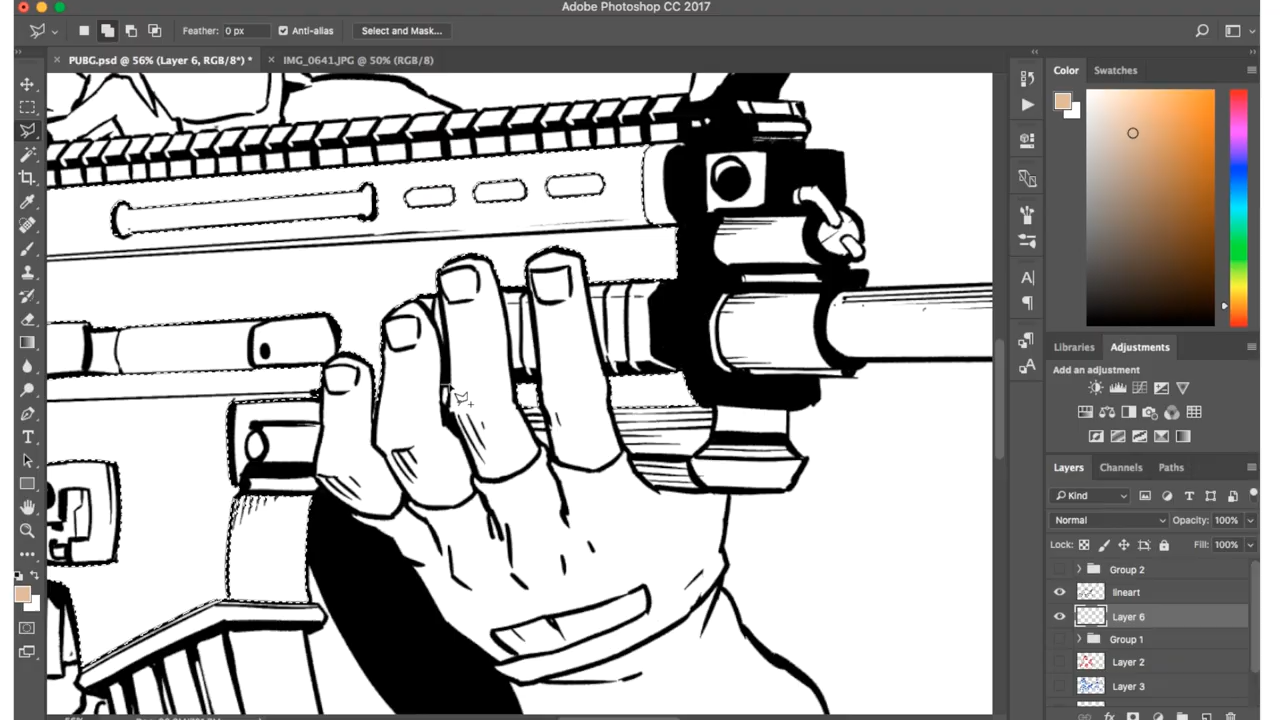 Adobe Photoshop CC 2017
Feather: 0 px Anti-alias Select and Mask...
PUBG.psd @ 56% (Layer 6, RGB/8*) * IMG_0641.JPG @ 50% (RGB/8)
Color Swatches
Libraries Adjustments
Add an adjustment
Layers Channels Paths
Kind
Normal Opacity: 100%
Lock: Fill: 100%
Group 2
lineart
Layer 6
Group 1
Layer 2
Layer 3